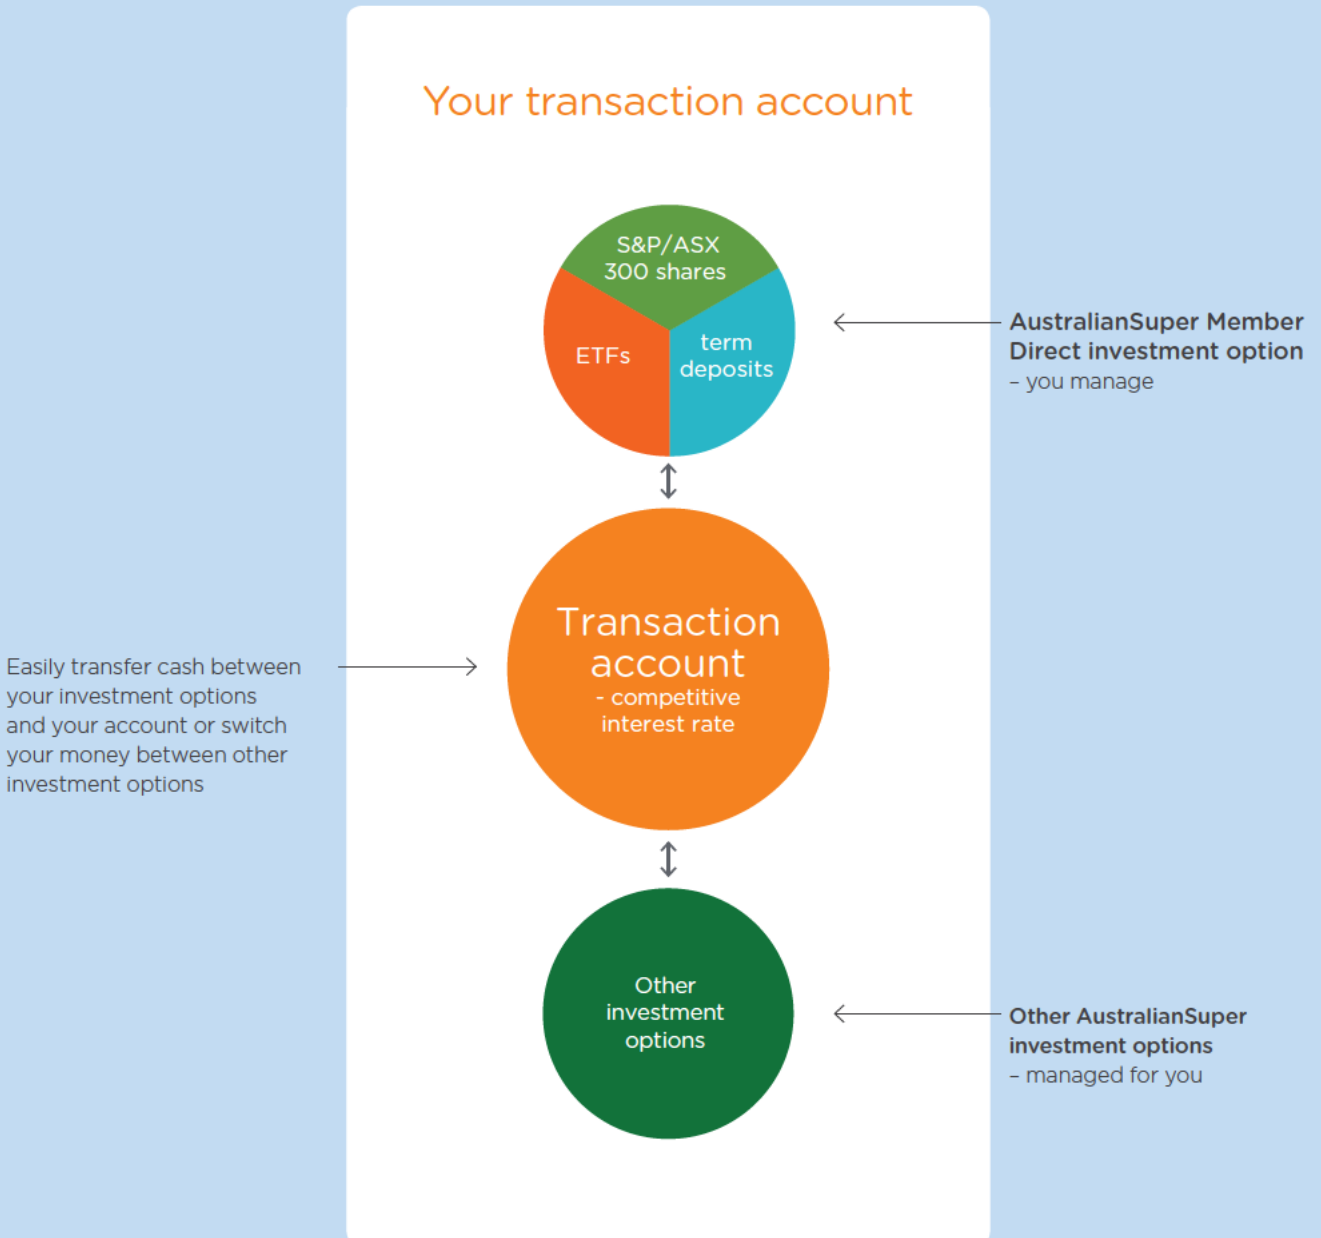 Your transaction account
S&P/ASX
300 shares
ETFs
term
deposits
AustralianSuper Member
Direct investment option
– you manage
Transaction
account
- competitive
interest rate
Easily transfer cash between
your investment options
and your account or switch
your money between other
investment options
Other
investment
options
Other AustralianSuper
investment options
– managed for you